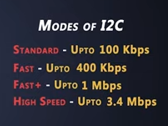 Modes of I2C
Standard - Upto 100 Kbps
Fast - Upto 400 Kbps
Fast+ - Upto 1 Mbps
High Speed - Upto 3.4 Mbps